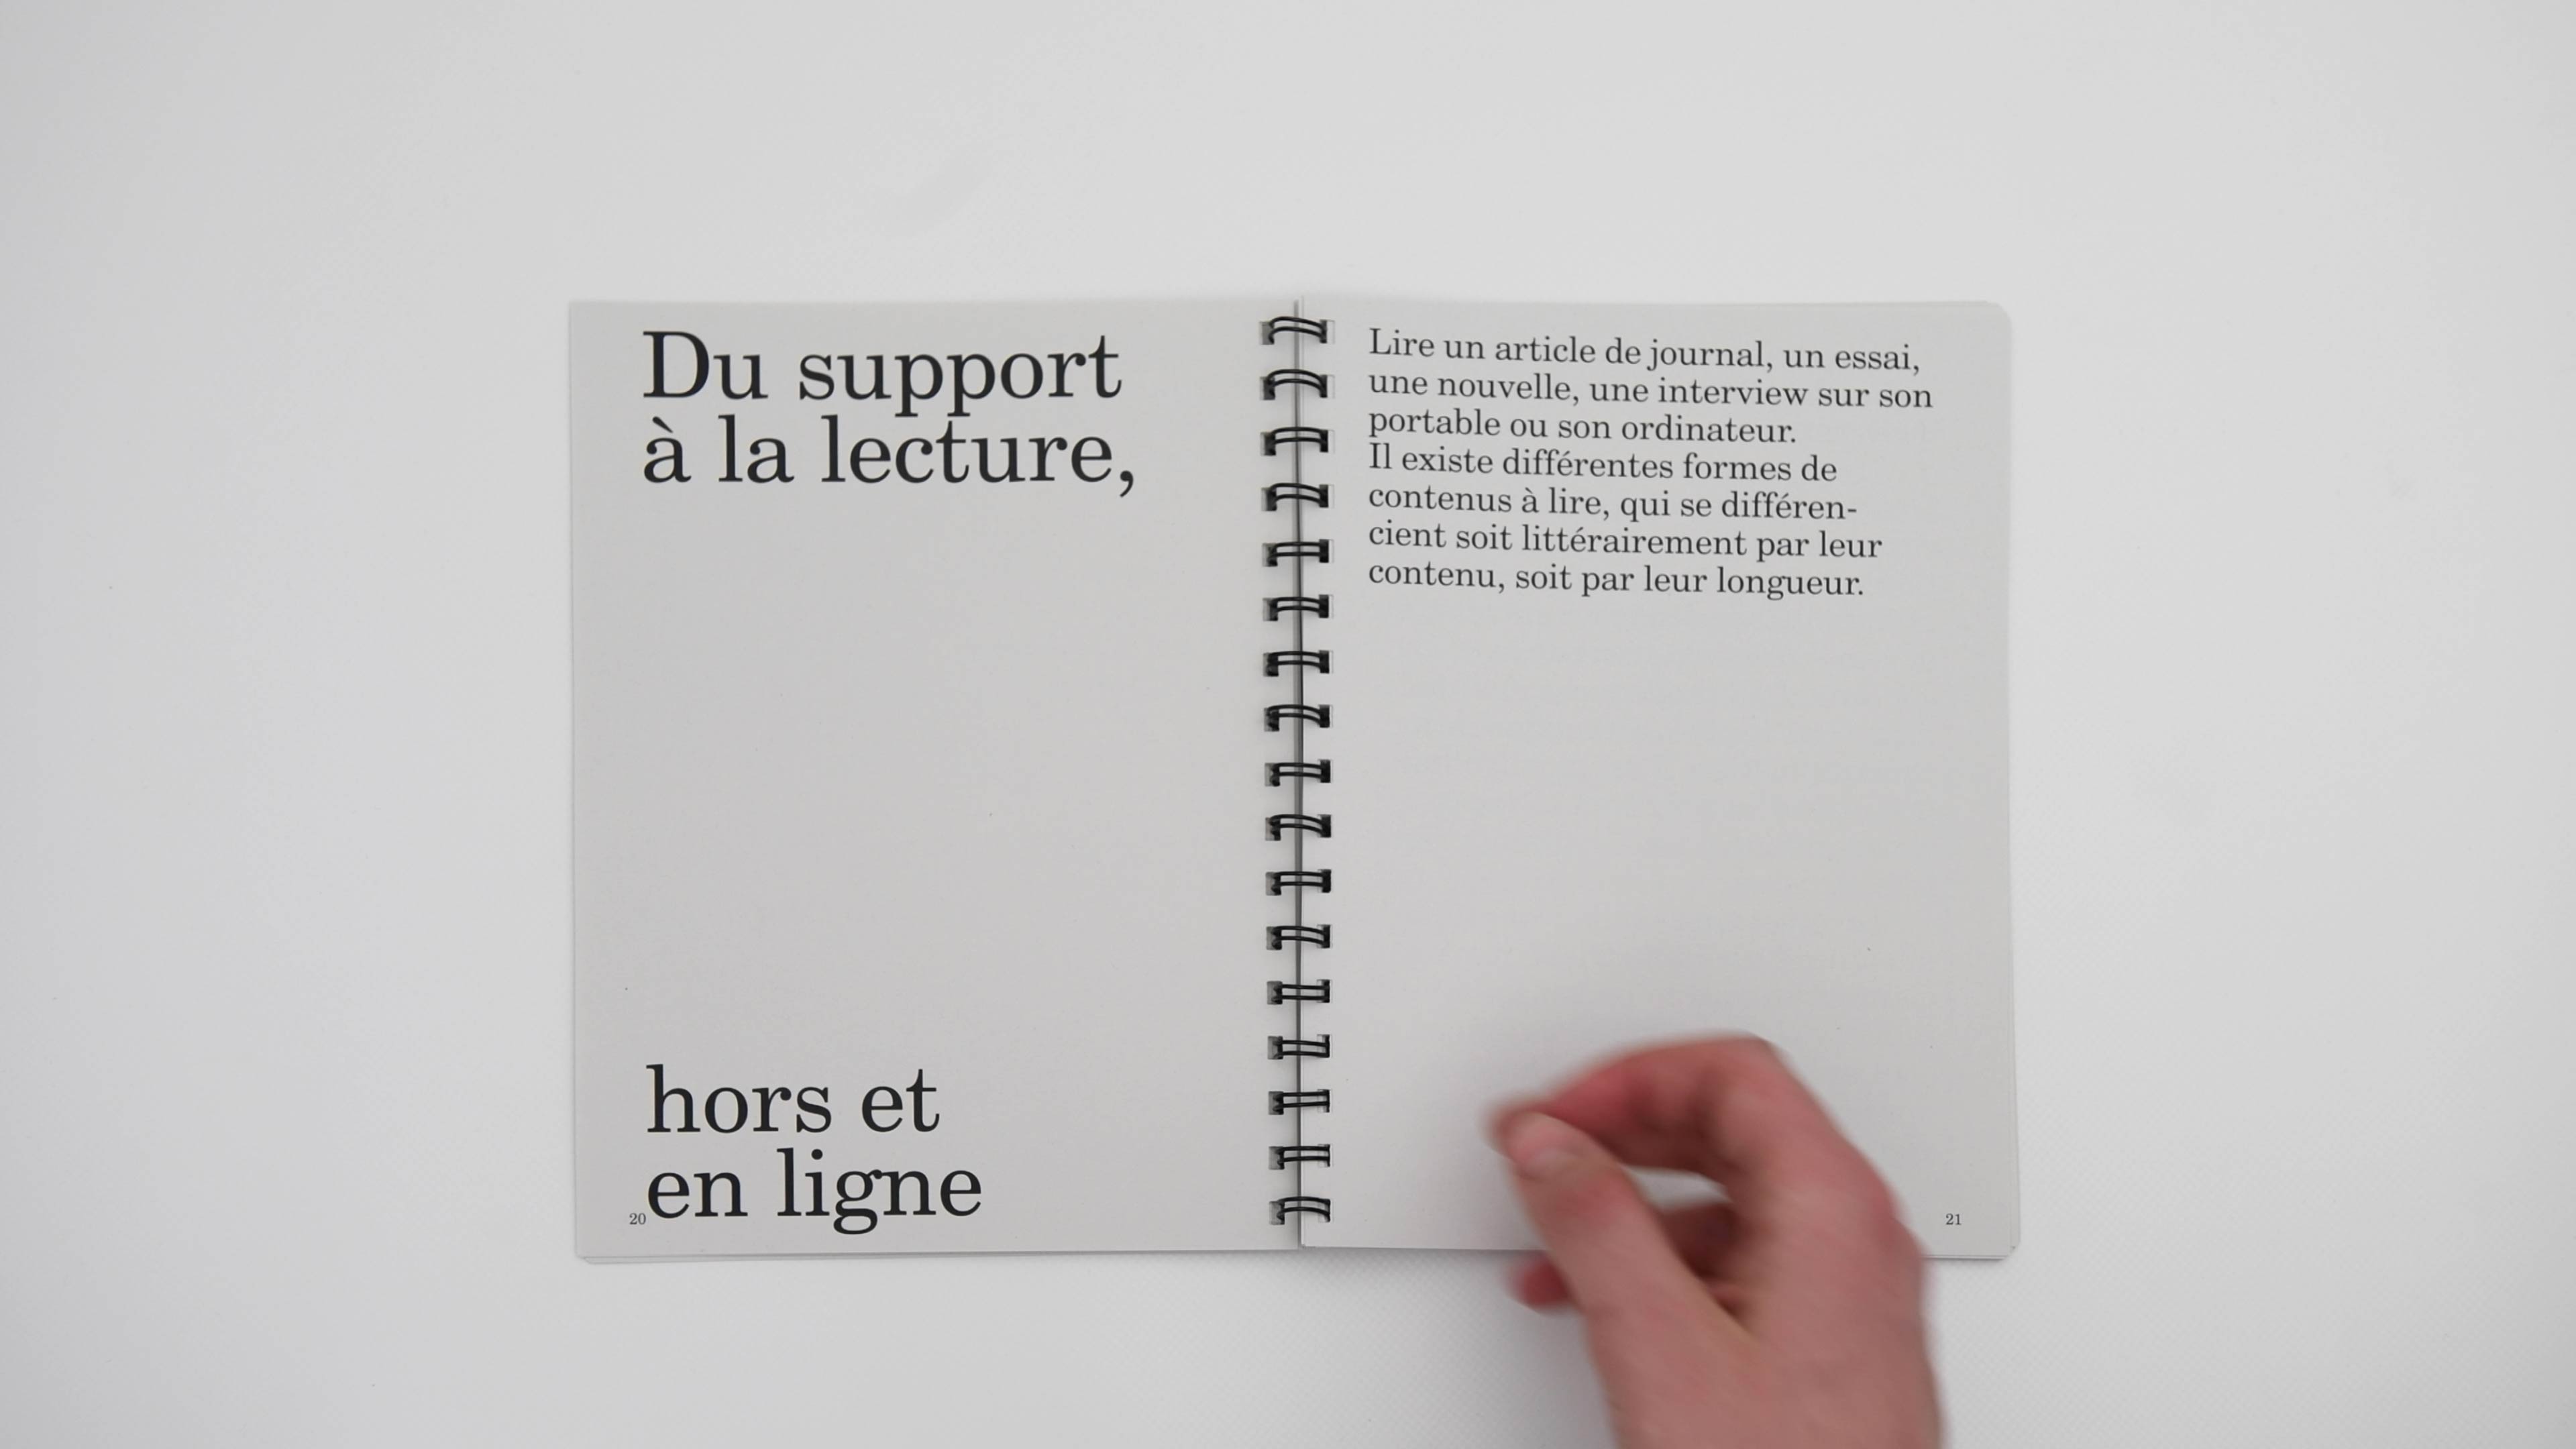 Du support
à la lecture,
hors et
en ligne
20
Lire un article de journal, un essai,
une nouvelle, une interview sur son
portable ou son ordinateur.
Il existe différentes formes de
contenus à lire, qui se différen-
cient soit littérairement par leur
contenu, soit par leur longueur.
21